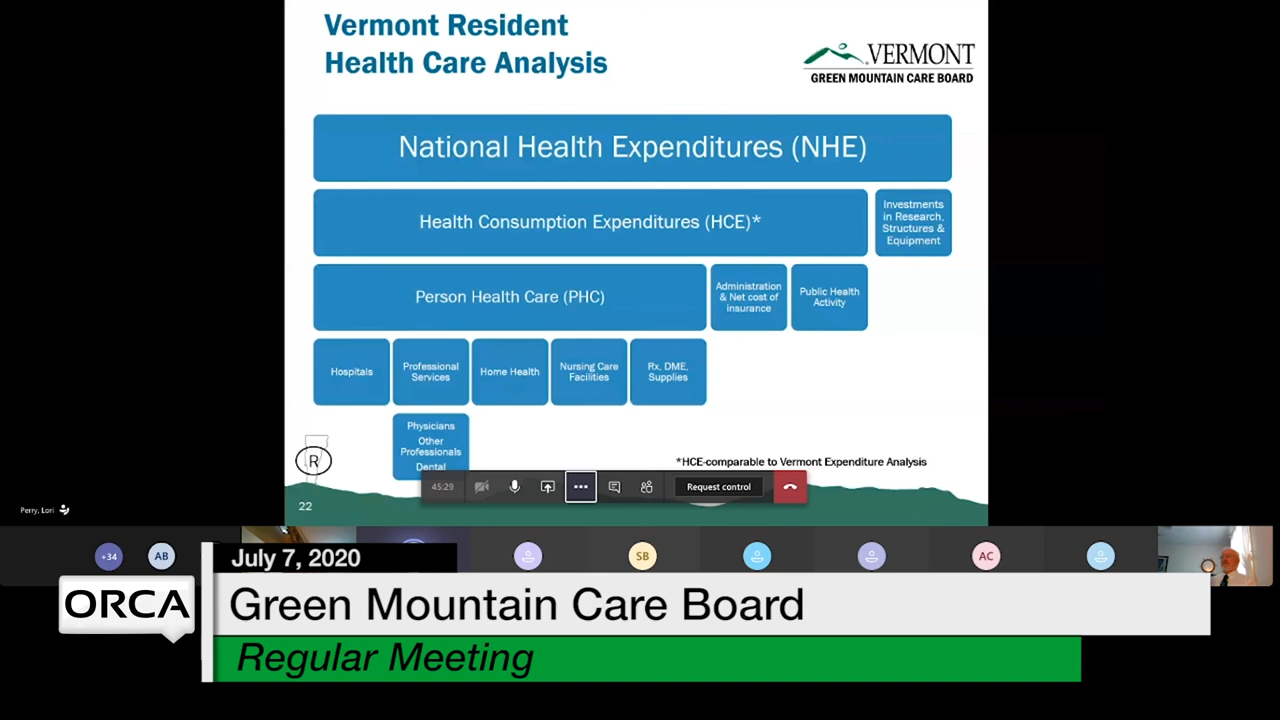 Vermont Resident
Health Care Analysis
VERMONT
GREEN MOUNTAIN CARE BOARD
National Health Expenditures (NHE)
Health Consumption Expenditures (HCE)*
Investments
in Research,
Structures &
Equipment
Person Health Care (PHC)
Administration
& Net cost of
insurance
Public Health
Activity
Hospitals
Professional
Services
Home Health
Nursing Care
Facilities
Rx, DME,
Supplies
Physicians
Other
Professionals
Dental
R
*HCE-comparable to Vermont Expenditure Analysis
45:29
Request control
22
Perry, Lori
+34
AB
SB
AC
July 7, 2020
ORCA
Green Mountain Care Board
Regular Meeting